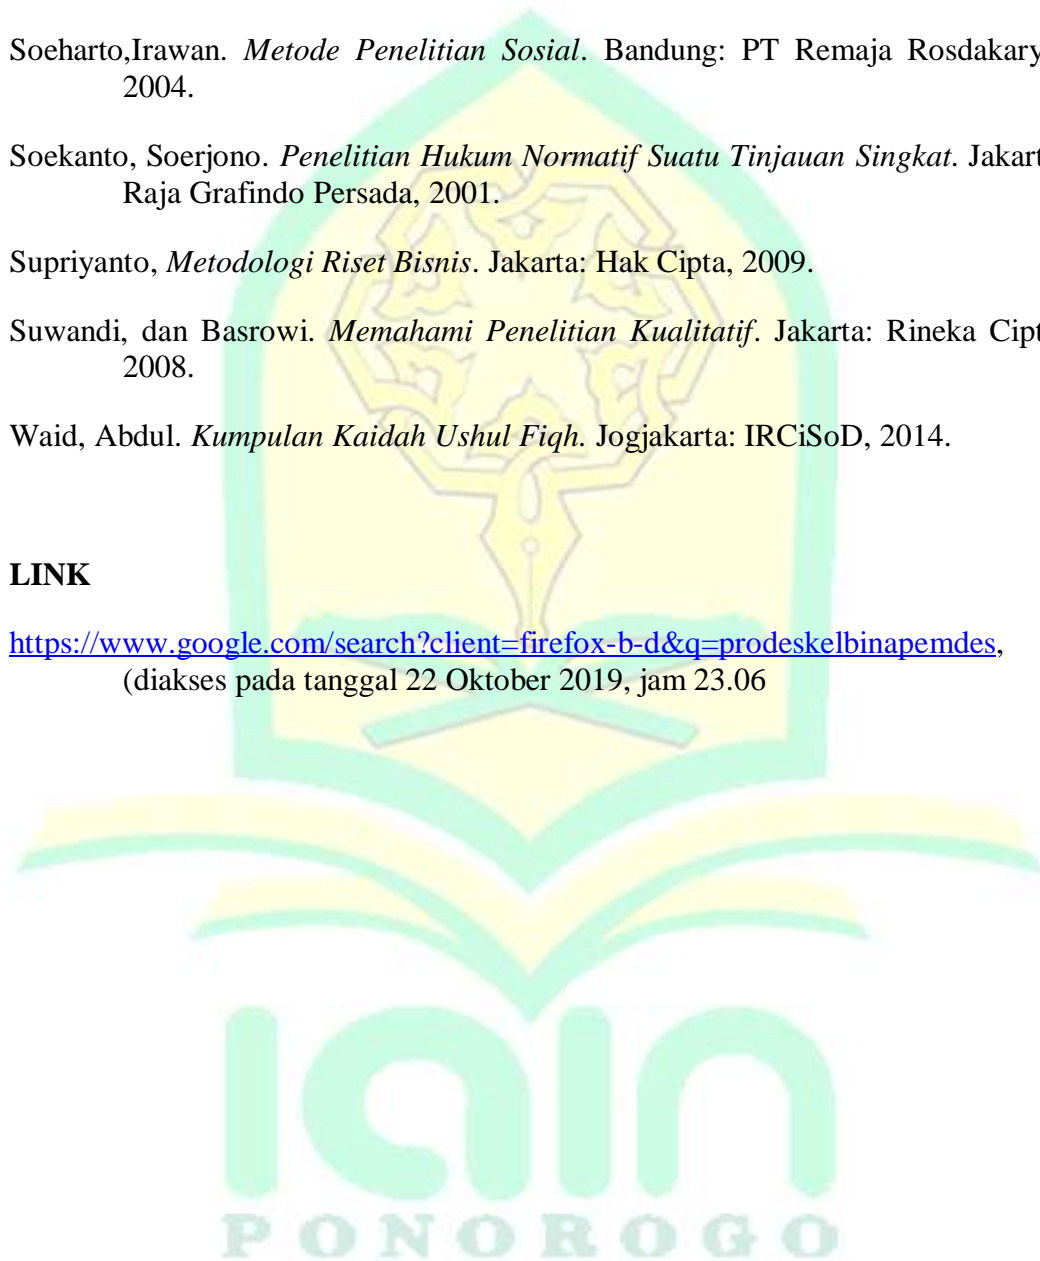 Soeharto,Irawan. Metode Penelitian Sosial. Bandung: PT Remaja Rosdakary
2004.
Soekanto, Soerjono. Penelitian Hukum Normatif Suatu Tinjauan Singkat. Jakart
Raja Grafindo Persada, 2001.
Supriyanto, Metodologi Riset Bisnis. Jakarta: Hak Cipta, 2009.
Suwandi, dan Basrowi. Memahami Penelitian Kualitatif. Jakarta: Rineka Cipt
2008.
Waid, Abdul. Kumpulan Kaidah Ushul Fiqh. Jogjakarta: IRCiSoD, 2014.
LINK
https://www.google.com/search?client=firefox-b-d&q=prodeskelbinapemdes,
(diakses pada tanggal 22 Oktober 2019, jam 23.06
iain
PONOROGO